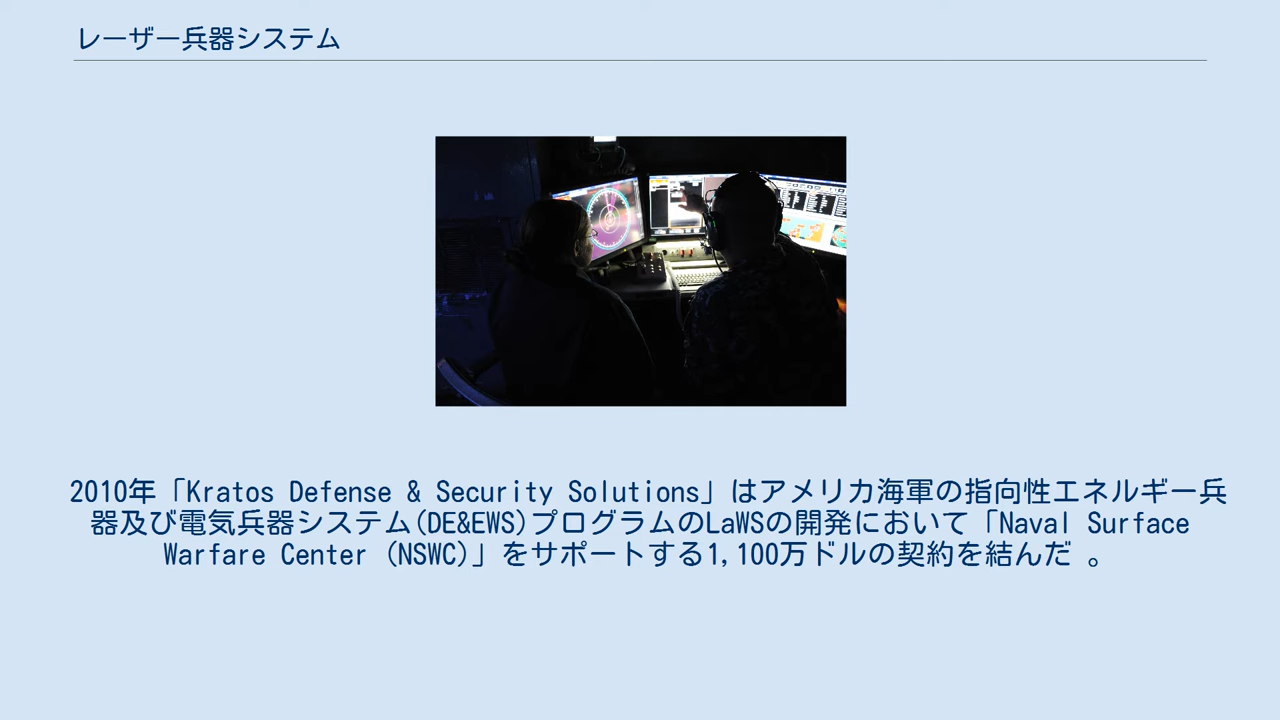 レーザー兵器システム
2010年「Kratos Defense & Security Solutions」はアメリカ海軍の指向性エネルギー兵
器及び電気兵器システム(DE&EWS)プログラムのLaWSの開発において「Naval Surface
Warfare Center (NSWC)」をサポートする1,100万ドルの契約を結んだ 。